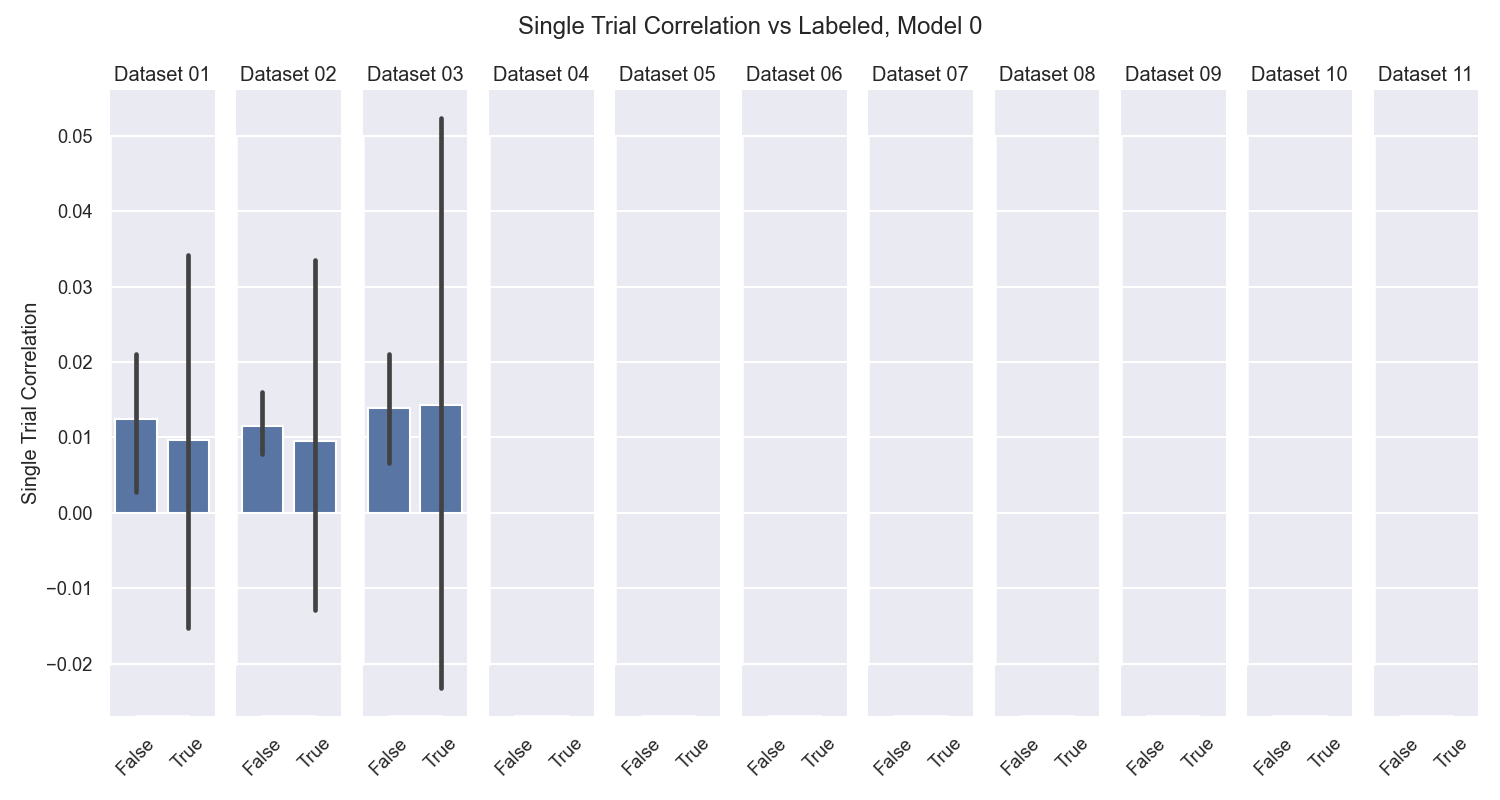 Single Trial Correlation vs Labeled, Model 0
Dataset 01 Dataset 02 Dataset 03 Dataset 04 Dataset 05 Dataset 06 Dataset 07 Dataset 08 Dataset 09 Dataset 10 Dataset 11
Single Trial Correlation
0.05
0.04
0.03
0.02
0.01
0.00
−0.01
−0.02
False True False True False True False True False True False True False True False True False True False True False True